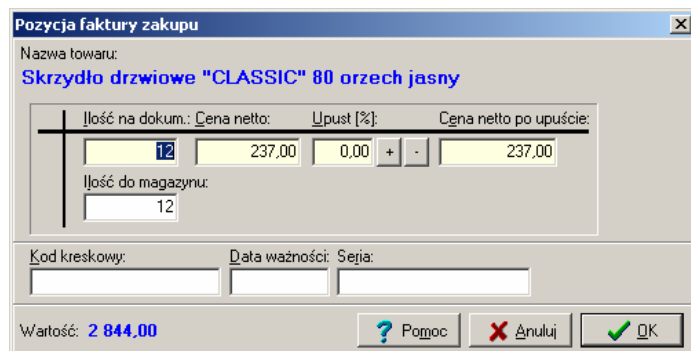 Pozycja faktury zakupu
Nazwa towaru:
Skrzydło drzwiowe "CLASSIC" 80 orzech jasny
Ilość na dokum.: Cena netto: Upust [%]: Cena netto po upuście:
12 237,00 0,00 + - 237,00
Ilość do magazynu:
12
Kod kreskowy: Data ważności: Seria:
Wartość: 2 844,00 ? Pomoc Anuluj OK